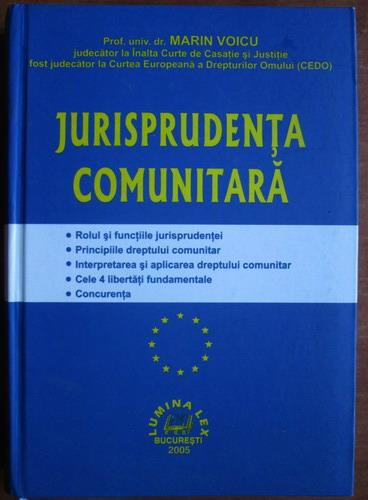 Prof. univ. dr. MARIN VOICU
judecător la Înalta Curte de Casație și Justiție
fost judecător la Curtea Europeană a Drepturilor Omului (CEDO)
JURISPRUDENȚA
COMUNITARĂ
• Rolul și funcțiile jurisprudenței
• Principiile dreptului comunitar
• Interpretarea și aplicarea dreptului comunitar
• Cele 4 libertăți fundamentale
• Concurența
LUMINA LEX
BUCUREȘTI
2005